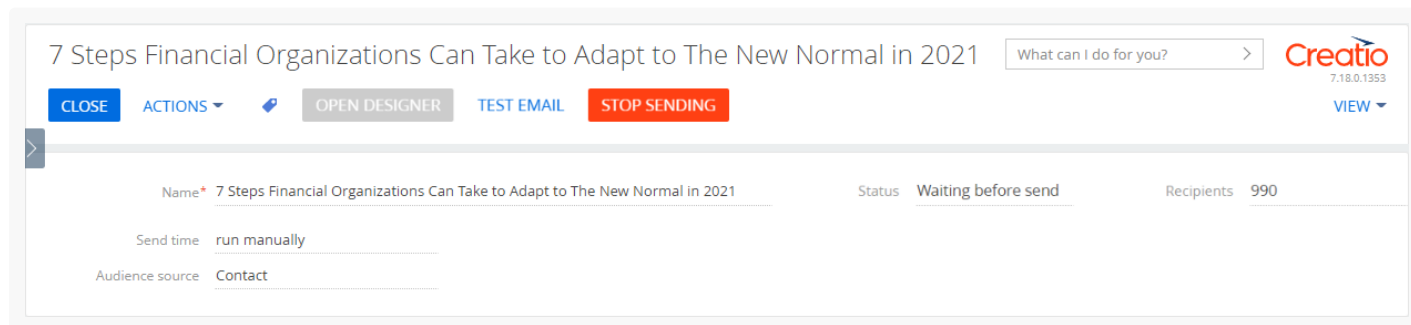 7 Steps Financial Organizations Can Take to Adapt to The New Normal in 2021
What can I do for you?
Creatio
7.18.0.1353
CLOSE ACTIONS OPEN DESIGNER TEST EMAIL STOP SENDING VIEW
Name* 7 Steps Financial Organizations Can Take to Adapt to The New Normal in 2021 Status Waiting before send Recipients 990
Send time run manually
Audience source Contact